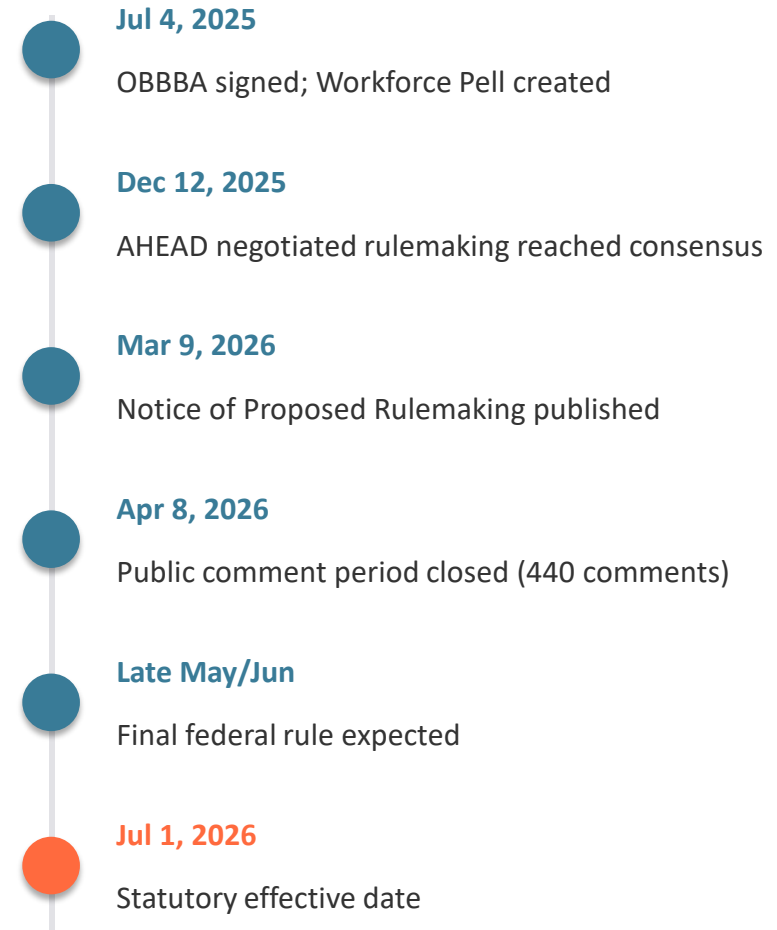 Jul 4, 2025
OBBBA signed; Workforce Pell created
Dec 12, 2025
AHEAD negotiated rulemaking reached consensus
Mar 9, 2026
Notice of Proposed Rulemaking published
Apr 8, 2026
Public comment period closed (440 comments)
Late May/Jun
Final federal rule expected
Jul 1, 2026
Statutory effective date